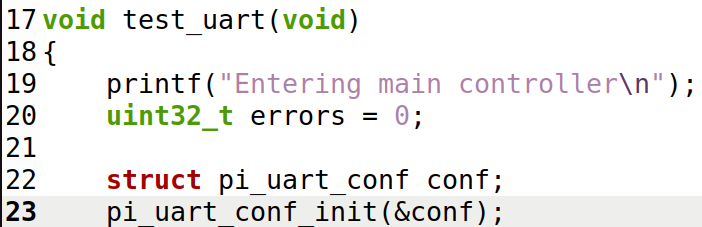 17 void test_uart(void)
18 {
19     printf("Entering main controller\n");
20     uint32_t errors = 0;
21
22     struct pi_uart_conf conf;
23     pi_uart_conf_init(&conf);